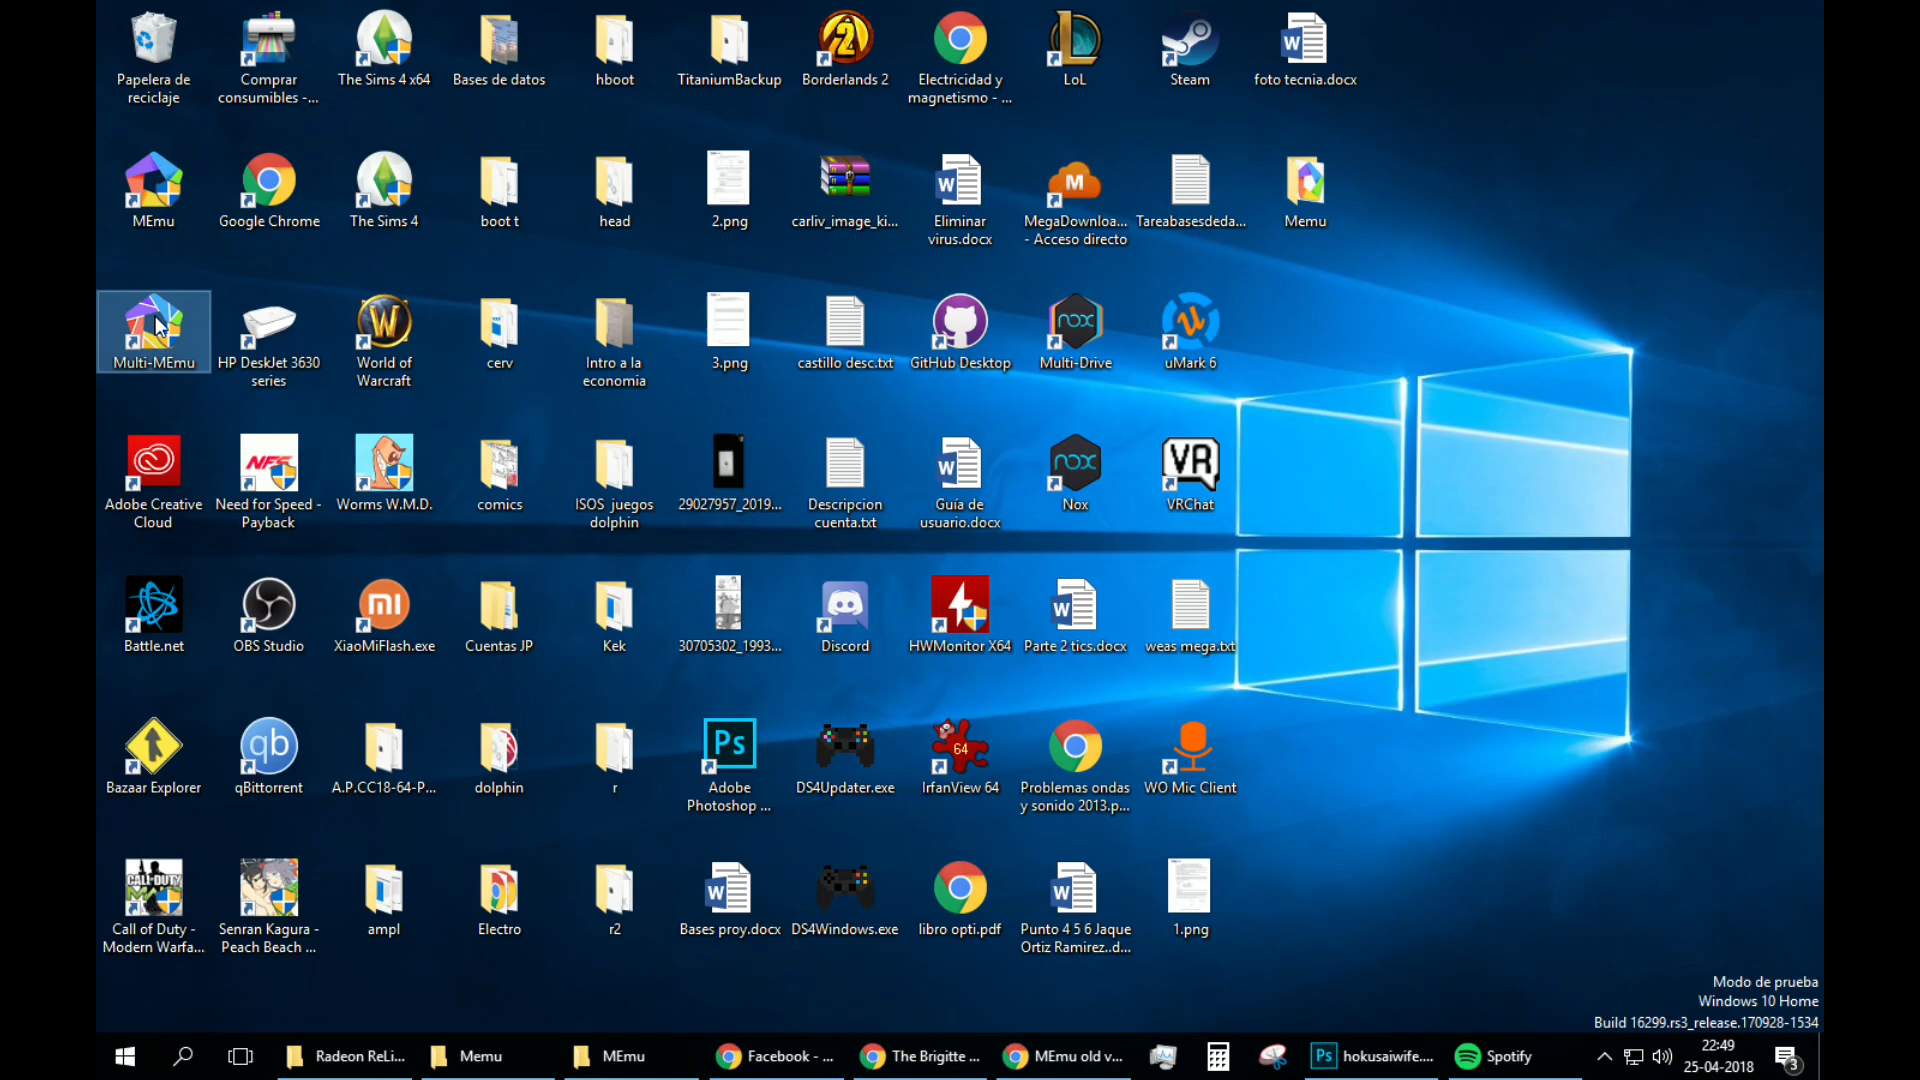 Papelera de
reciclaje
Comprar
consumibles -...
The Sims 4 x64
Bases de datos
hboot
TitaniumBackup
Borderlands 2
Electricidad y
magnetismo - ...
LoL
Steam
foto tecnia.docx
MEmu
Google Chrome
The Sims 4
boot t
head
2.png
carliv_image_ki...
Eliminar
virus.docx
MegaDownloa...
- Acceso directo
Tareabasesdeda...
Memu
Multi-MEmu
HP DeskJet 3630
series
World of
Warcraft
cerv
Intro a la
economia
3.png
castillo desc.txt
GitHub Desktop
Multi-Drive
uMark 6
Adobe Creative
Cloud
Need for Speed -
Payback
Worms W.M.D.
comics
ISOS juegos
dolphin
29027957_2019...
Descripcion
cuenta.txt
Guía de
usuario.docx
Nox
VRChat
Battle.net
OBS Studio
XiaoMiFlash.exe
Cuentas JP
Kek
30705302_1993...
Discord
HWMonitor X64
Parte 2 tics.docx
weas mega.txt
Bazaar Explorer
qBittorrent
A.P.CC18-64-P...
dolphin
r
Adobe
Photoshop ...
DS4Updater.exe
IrfanView 64
Problemas ondas
y sonido 2013.p...
WO Mic Client
Call of Duty -
Modern Warfa...
Senran Kagura -
Peach Beach ...
ampl
Electro
r2
Bases proy.docx
DS4Windows.exe
libro opti.pdf
Punto 4 5 6 Jaque
Ortiz Ramirez..d...
1.png
Modo de prueba
Windows 10 Home
Build 16299.rs3_release.170928-1534
Radeon ReLi...
Memu
MEmu
Facebook - ...
The Brigitte ...
MEmu old v...
hokusaiwife....
Spotify
22:49
25-04-2018
3